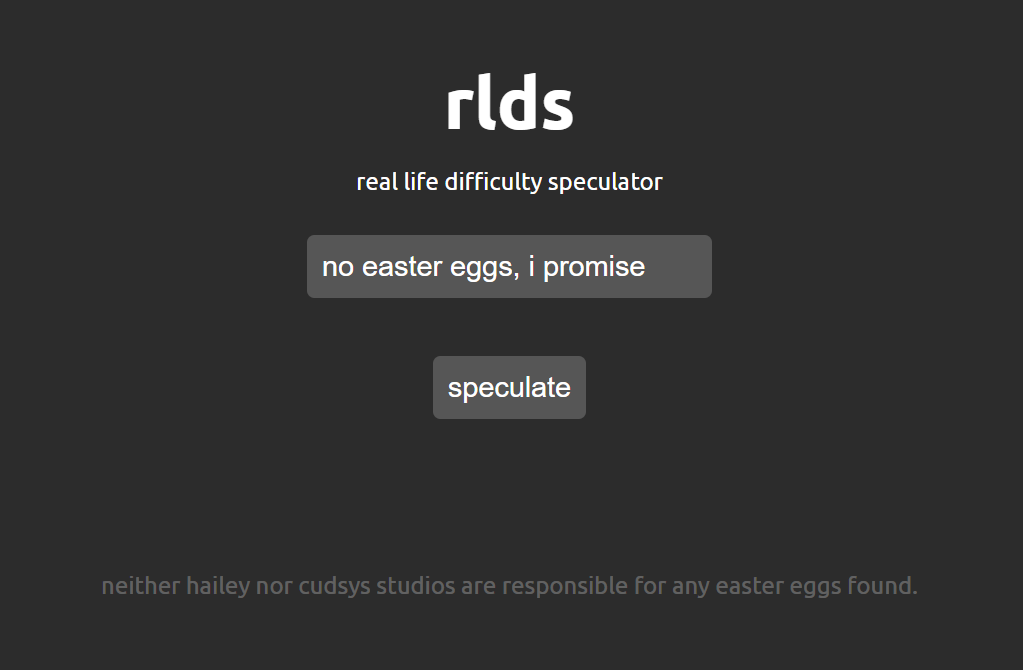 rlds
real life difficulty speculator
no easter eggs, i promise
speculate
neither hailey nor cudsys studios are responsible for any easter eggs found.